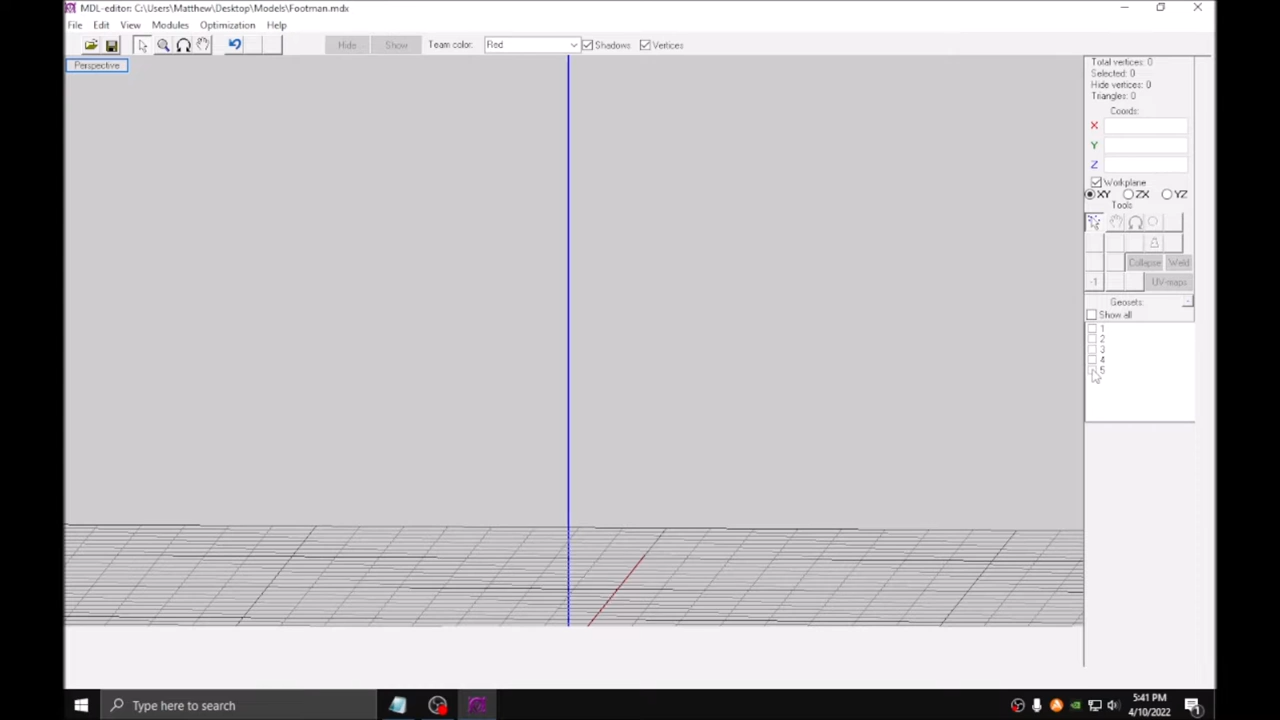 MDL-editor: C:\Users\Matthew\Desktop\Models\Footman.mdx
File Edit View Modules Optimization Help
Hide Show Team color: Red Shadows Vertices
Perspective
Total vertices: 0
Selected: 0
Hide vertices: 0
Triangles: 0
Coords:
X
Y
Z
Workplane
XY ZX YZ
Tools
Collapse Weld
-1 UV-maps
Geosets:
Show all
1
2
3
4
5
Type here to search
5:41 PM
4/10/2022
1